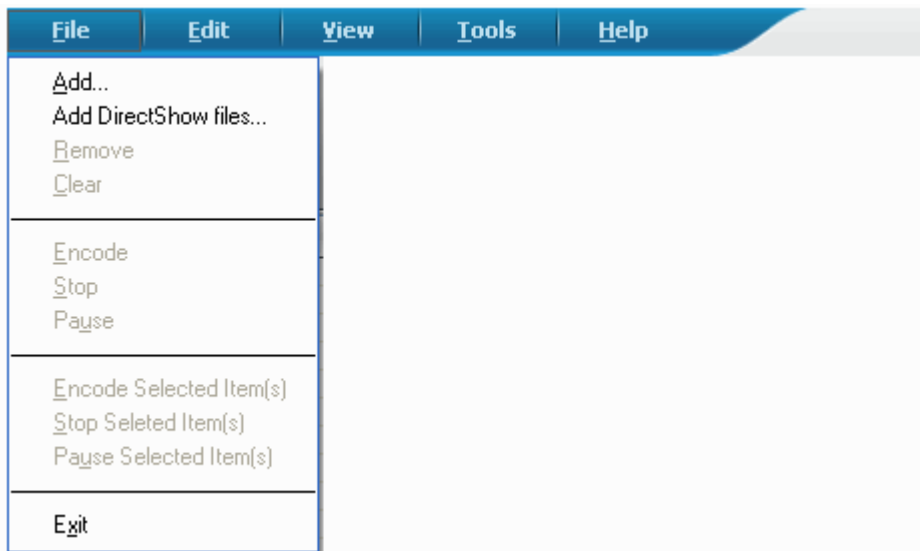 File Edit View Tools Help
Add...
Add DirectShow files...
Remove
Clear
Encode
Stop
Pause
Encode Selected Item(s)
Stop Seleted Item(s)
Pause Selected Item(s)
Exit